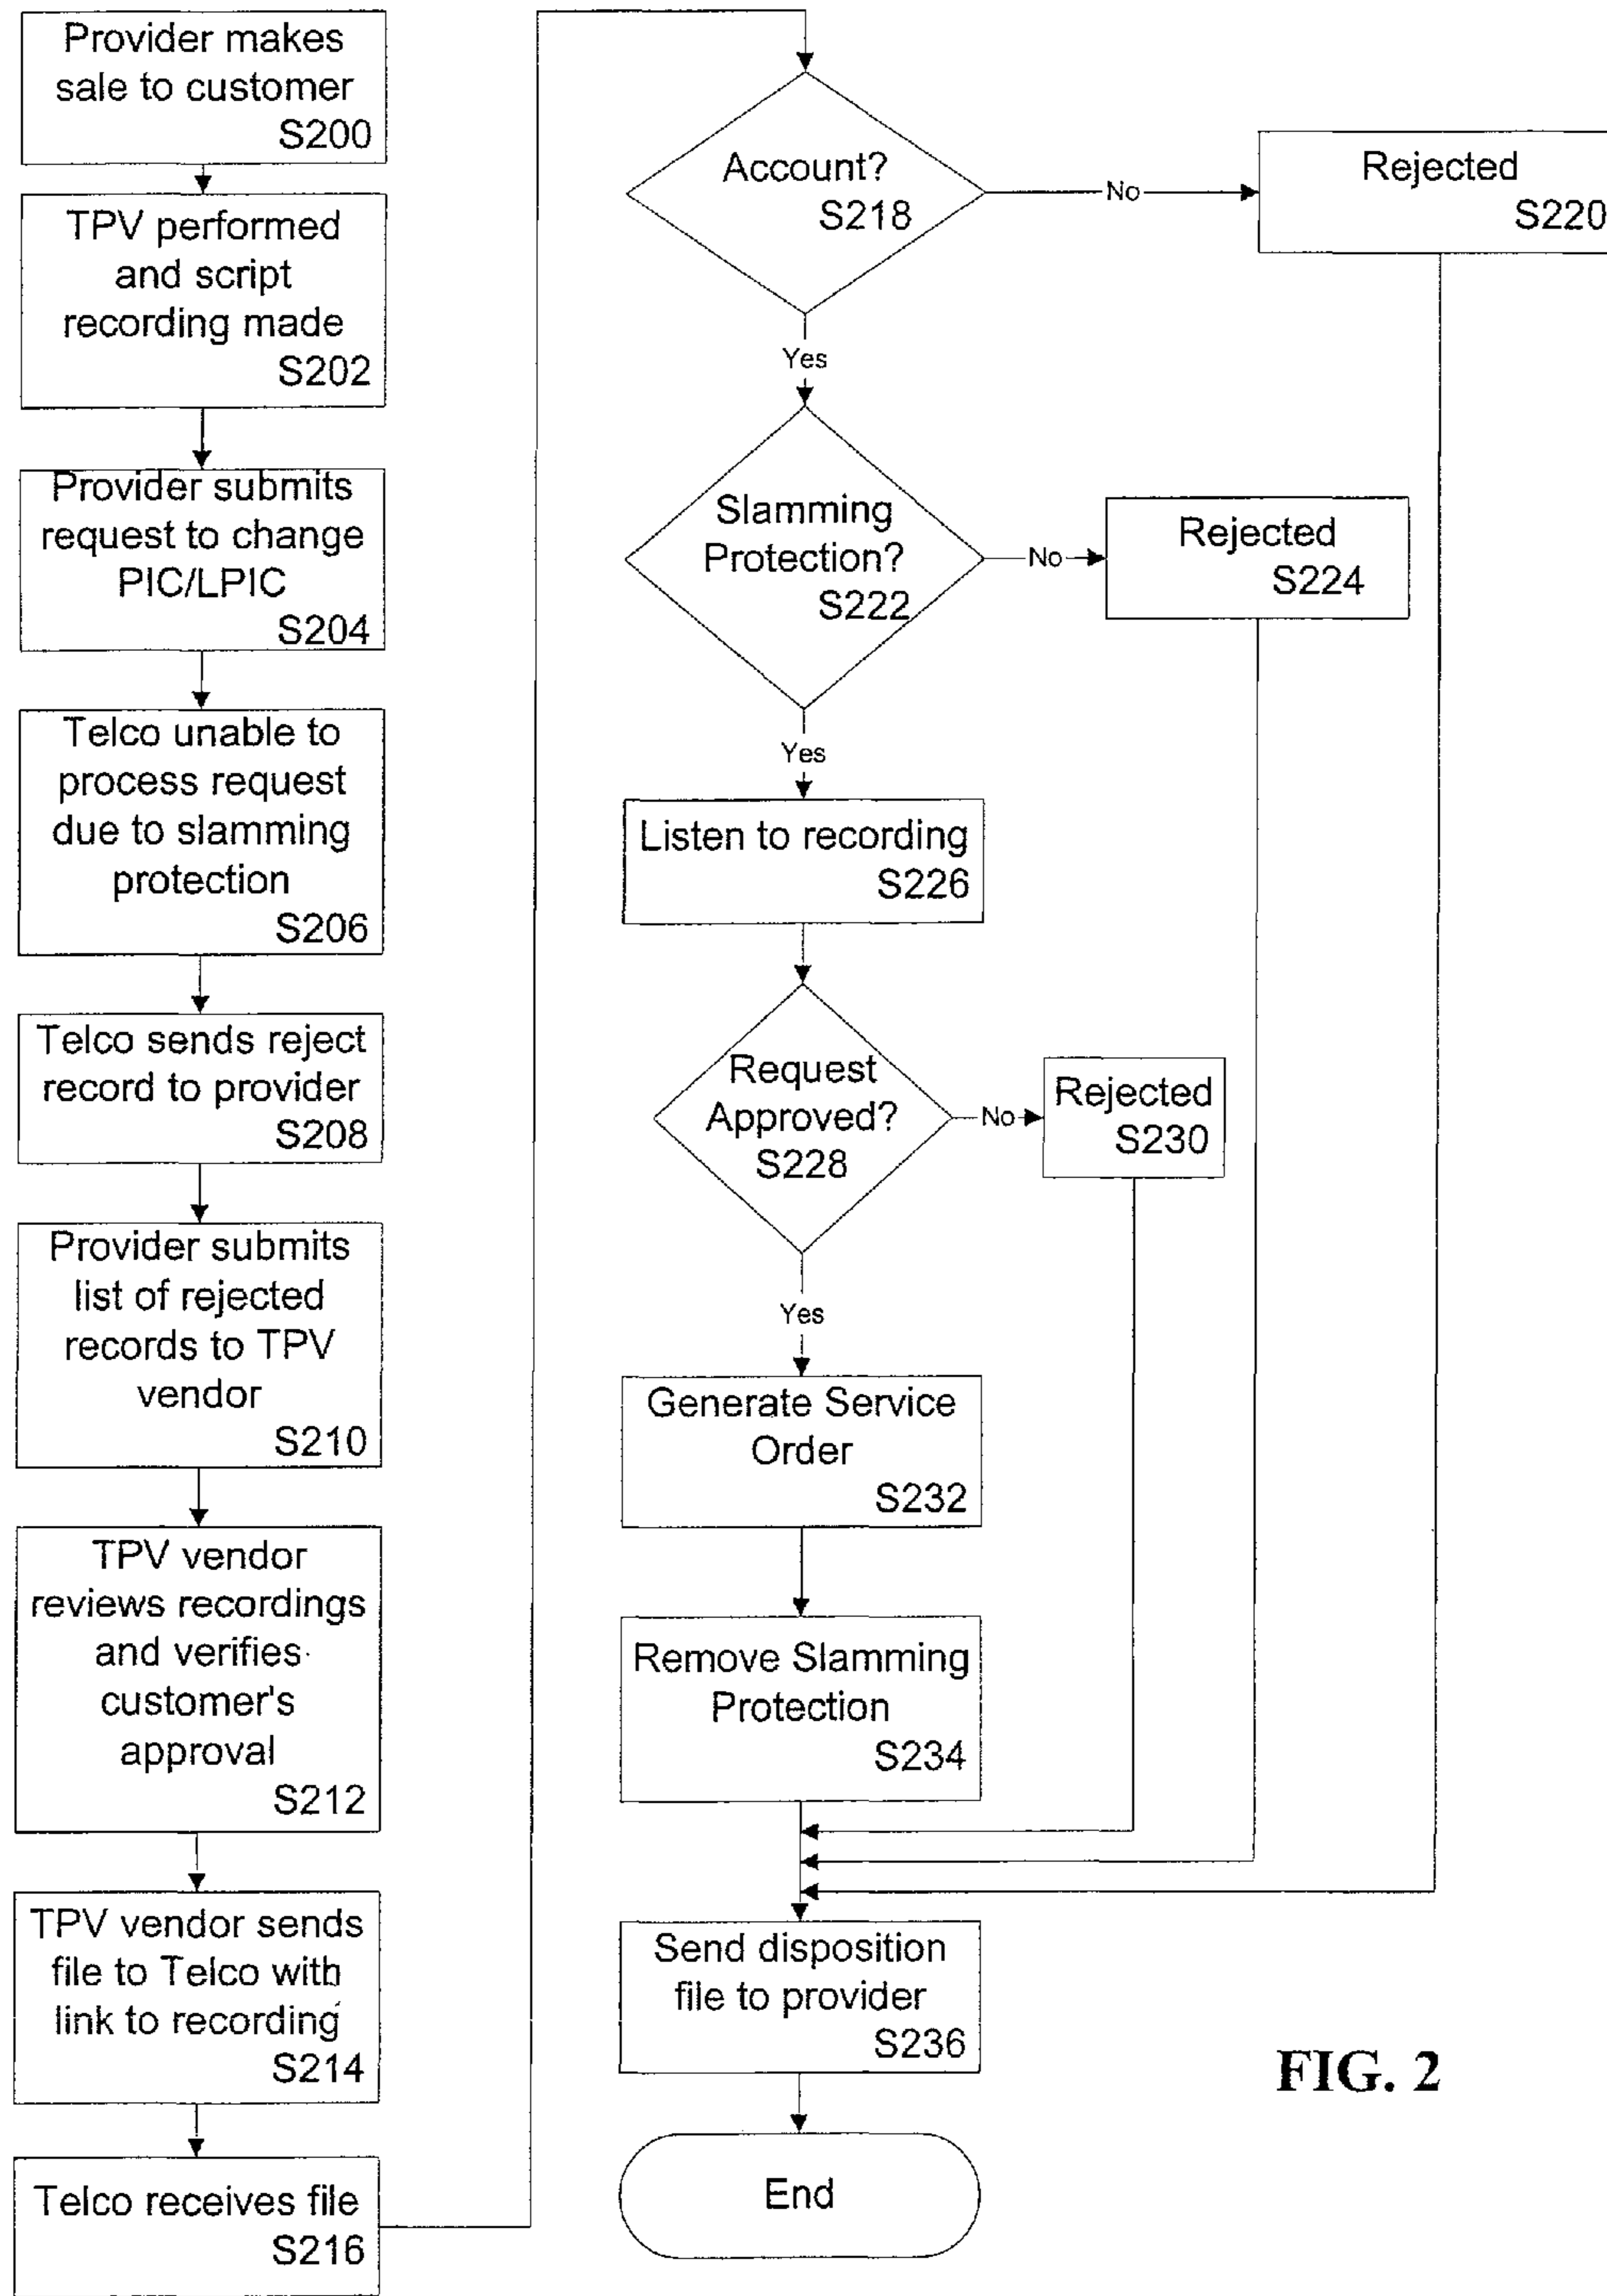 Provider makes
sale to customer
S200
TPV performed
and script
recording made
S202
Provider submits
request to change
PIC/LPIC
S204
Telco unable to
process request
due to slamming
protection
S206
Telco sends reject
record to provider
S208
Provider submits
list of rejected
records to TPV
vendor
S210
TPV vendor
reviews recordings
and verifies
customer's
approval
S212
TPV vendor sends
file to Telco with
link to recording
S214
Telco receives file
S216
Account?
S218
No
Rejected
S220
Yes
Slamming
Protection?
S222
No
Rejected
S224
Yes
Listen to recording
S226
Request
Approved?
S228
No
Rejected
S230
Yes
Generate Service
Order
S232
Remove Slamming
Protection
S234
Send disposition
file to provider
S236
End
FIG. 2